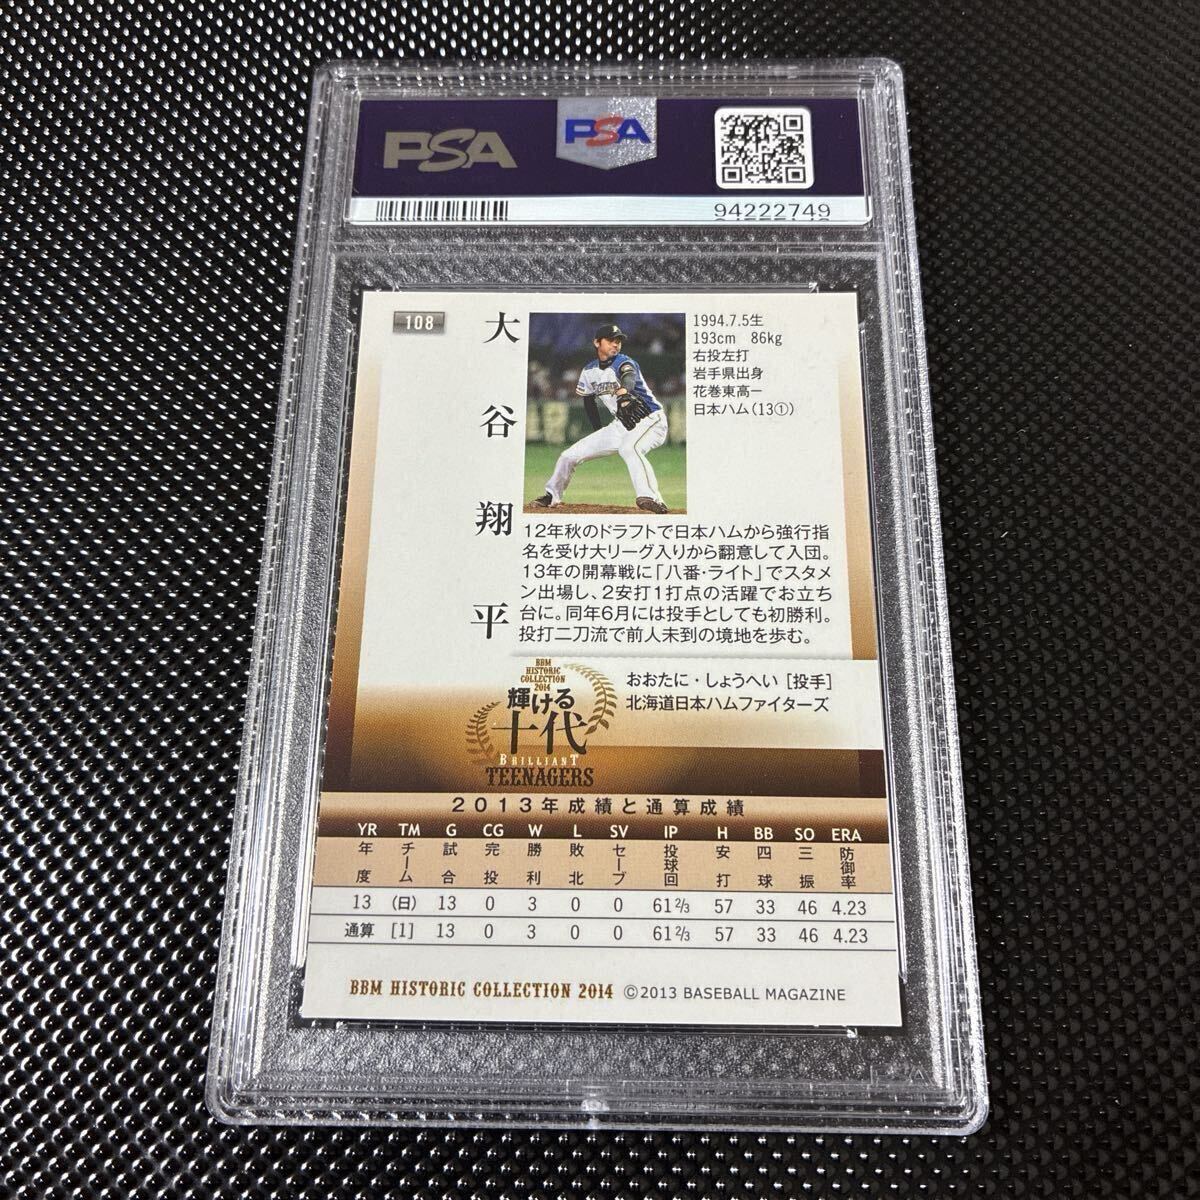 PSA
PSA
94222749
108
大谷翔平
1994.7.5生
193cm 86kg
右投左打
岩手県出身
花巻東高ー
日本ハム(13①)
12年秋のドラフトで日本ハムから強行指
名を受け大リーグ入りから翻意して入団。
13年の開幕戦に「八番・ライト」でスタメ
ン出場し、2安打1打点の活躍でお立ち
台に。同年6月には投手としても初勝利。
投打二刀流で前人未到の境地を歩む。
BBM
HISTORIC
COLLECTION
2014
輝ける
十代
BRILLIANT
TEENAGERS
おおたに・しょうへい [投手]
北海道日本ハムファイターズ
2013年成績と通算成績
YR TM G CG W L SV IP H BB SO ERA
年度 チーム 試合 完投 勝利 敗北 セーブ 投球回 安打 四球 三振 防御率
13 (日) 13 0 3 0 0 61 2/3 57 33 46 4.23
通算 [1] 13 0 3 0 0 61 2/3 57 33 46 4.23
BBM HISTORIC COLLECTION 2014 ©2013 BASEBALL MAGAZINE